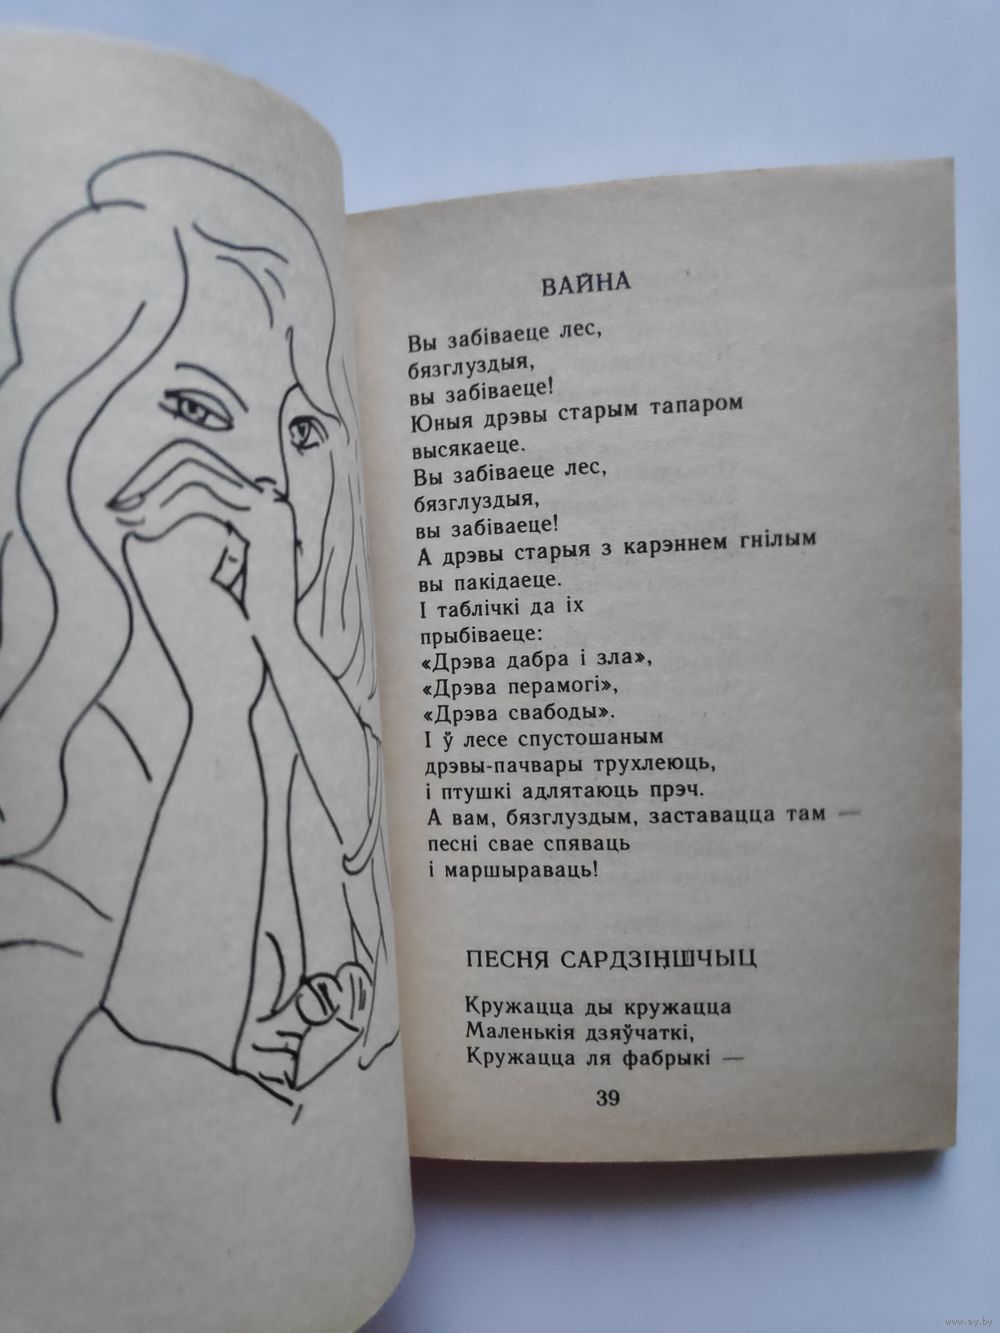 ВАЙНА
Вы забіваеце лес,
бязглуздыя,
вы забіваеце!
Юныя дрэвы старым тапаром
высякаеце.
Вы забіваеце лес,
бязглуздыя,
вы забіваеце!
А дрэвы старыя з карэннем гнілым
вы пакідаеце.
І таблічкі да іх
прыбіваеце:
«Дрэва дабра і зла»,
«Дрэва перамогі»,
«Дрэва свабоды».
І ў лесе спустошаным
дрэвы-пачвары трухлеюць,
і птушкі адлятаюць прэч.
А вам, бязглуздым, заставацца там —
песні свае спяваць
і маршыраваць!
ПЕСНЯ САРДЗІНШЧЫЦ
Кружацца ды кружацца
Маленькія дзяўчаткі,
Кружацца ля фабрыкі —
39
www.ay.by